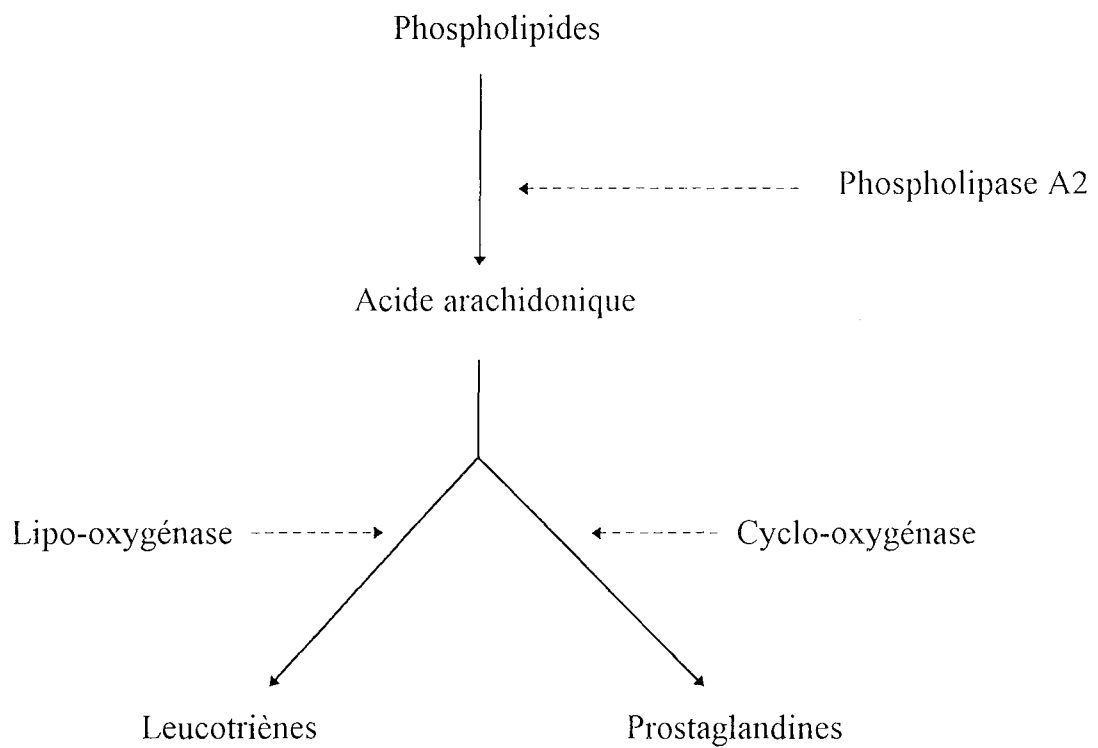 Phospholipides
Phospholipase A2
Acide arachidonique
Lipo-oxygénase
Cyclo-oxygénase
Leucotriènes
Prostaglandines